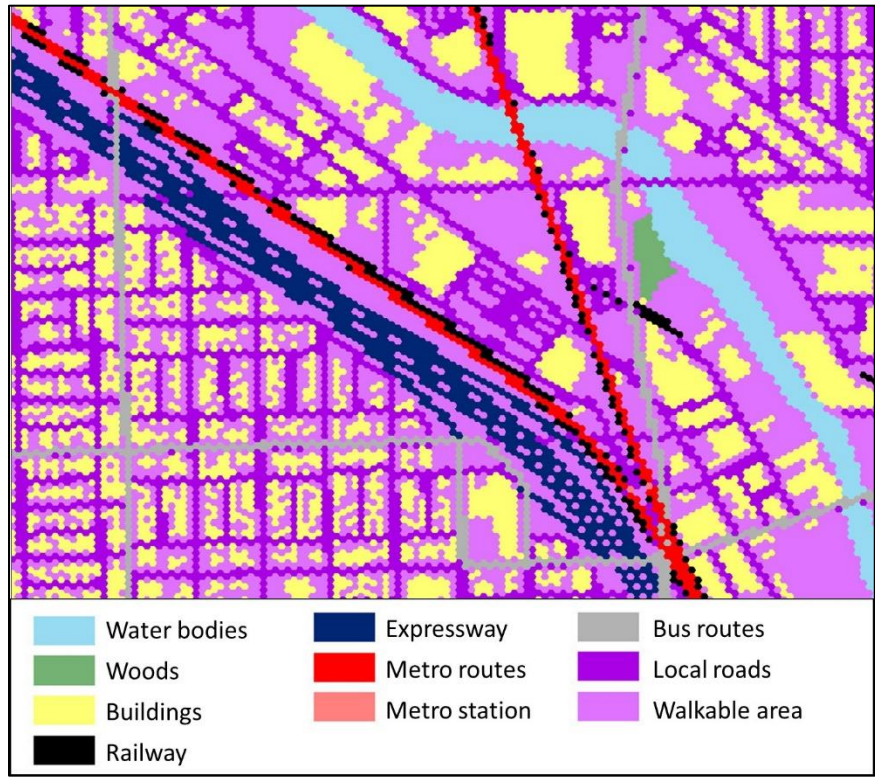 Water bodies
Woods
Buildings
Railway
Expressway
Metro routes
Metro station
Bus routes
Local roads
Walkable area